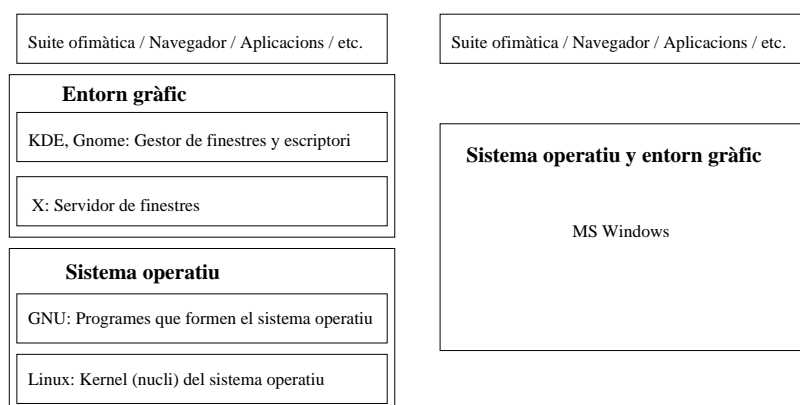 Suite ofimàtica / Navegador / Aplicacions / etc.
Entorn gràfic
KDE, Gnome: Gestor de finestres y escriptori
X: Servidor de finestres
Sistema operatiu
GNU: Programes que formen el sistema operatiu
Linux: Kernel (nucli) del sistema operatiu
Suite ofimàtica / Navegador / Aplicacions / etc.
Sistema operatiu y entorn gràfic
MS Windows